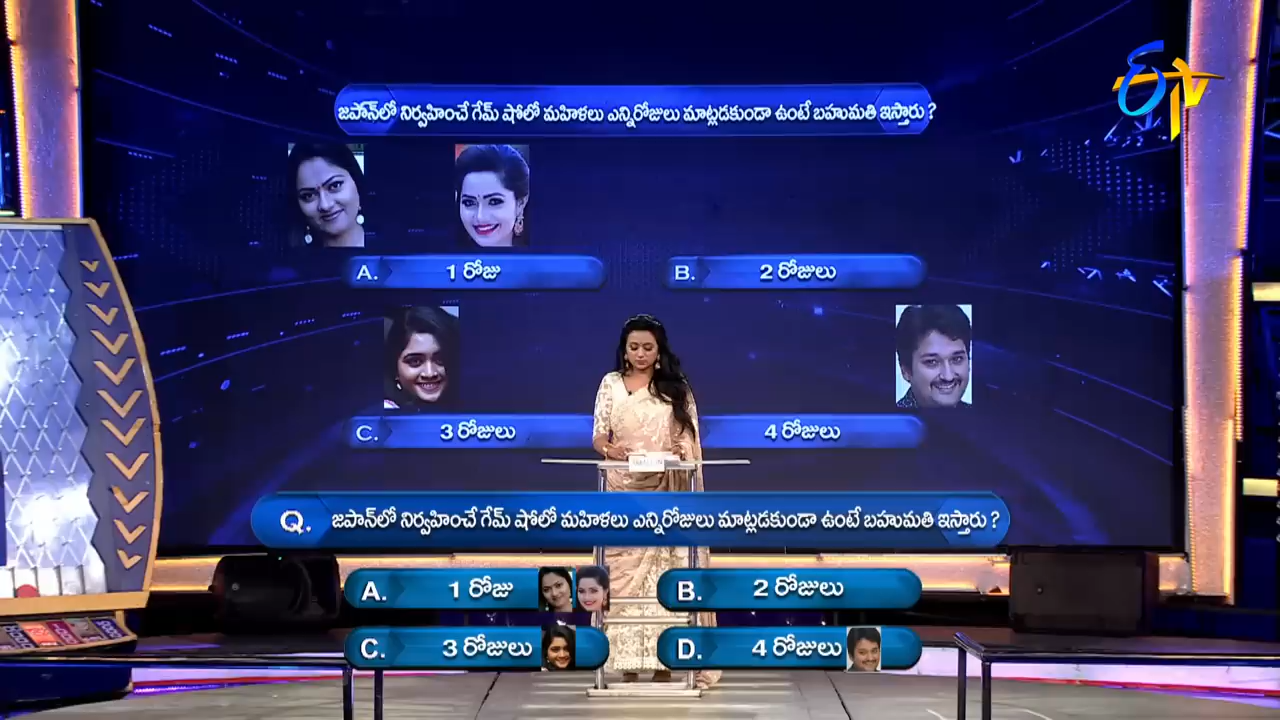 ETV
జపాన్‌లో నిర్వహించే గేమ్ షోలో మహిళలు ఎన్నిరోజులు మాట్లడకుండా ఉంటే బహుమతి ఇస్తారు ?
A. 1 రోజు
B. 2 రోజులు
C. 3 రోజులు
4 రోజులు
Q. జపాన్‌లో నిర్వహించే గేమ్ షోలో మహిళలు ఎన్నిరోజులు మాట్లడకుండా ఉంటే బహుమతి ఇస్తారు ?
A. 1 రోజు
B. 2 రోజులు
C. 3 రోజులు
D. 4 రోజులు